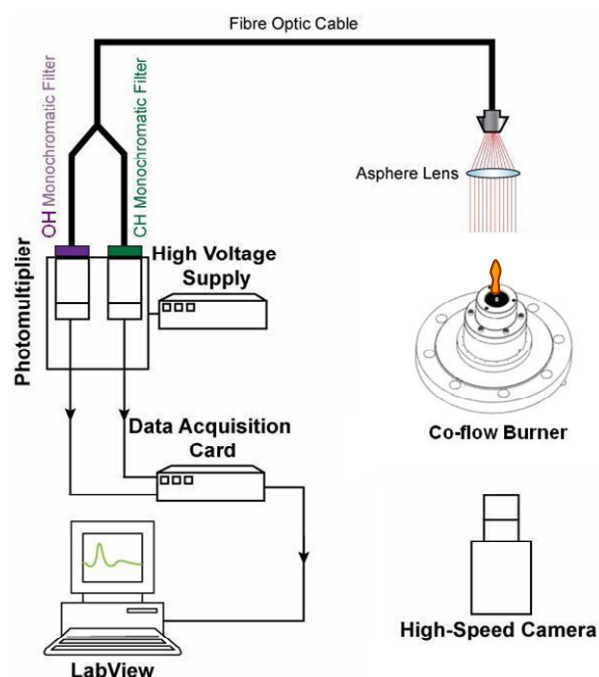 Fibre Optic Cable
OH Monochromatic Filter
CH Monochromatic Filter
Asphere Lens
Photomultiplier
High Voltage
Supply
Co-flow Burner
Data Acquisition
Card
High-Speed Camera
LabView